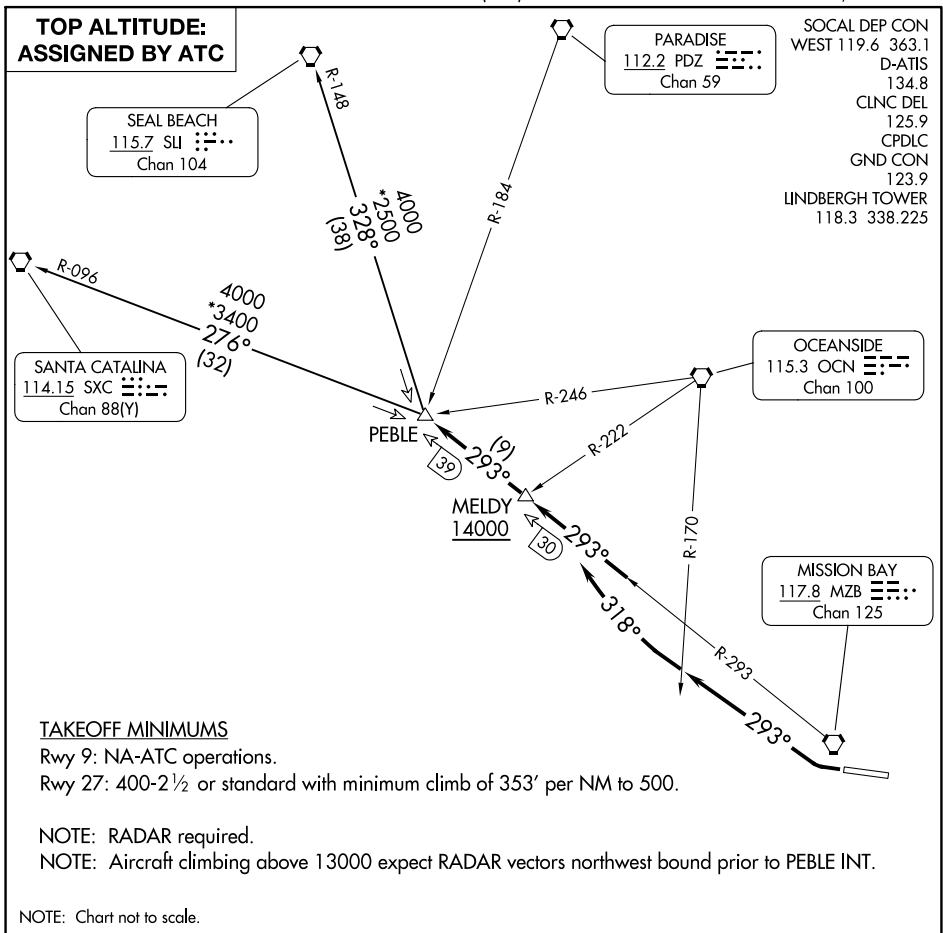 TOP ALTITUDE:
ASSIGNED BY ATC
SOCAL DEP CON
WEST 119.6 363.1
D-ATIS
134.8
CLNC DEL
125.9
CPDLC
GND CON
123.9
LINDBERGH TOWER
118.3 338.225
PARADISE
112.2 PDZ
Chan 59
SEAL BEACH
115.7 SLI
Chan 104
R-148
R-184
4000
*2500
328°
(38)
R-096
4000
*3400
276°
(32)
SANTA CATALINA
114.15 SXC
Chan 88(Y)
OCEANSIDE
115.3 OCN
Chan 100
R-246
R-222
R-170
PEBLE
(9)
293°
39
MELDY
14000
30
293°
318°
MISSION BAY
117.8 MZB
Chan 125
R-293
293°
TAKEOFF MINIMUMS
Rwy 9: NA-ATC operations.
Rwy 27: 400-2½ or standard with minimum climb of 353' per NM to 500.
NOTE: RADAR required.
NOTE: Aircraft climbing above 13000 expect RADAR vectors northwest bound prior to PEBLE INT.
NOTE: Chart not to scale.